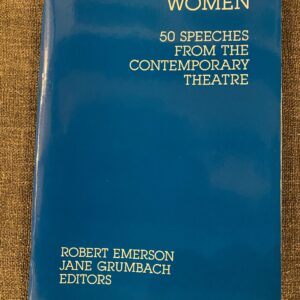 WOMEN
50 SPEECHES
FROM THE
CONTEMPORARY
THEATRE
ROBERT EMERSON
JANE GRUMBACH
EDITORS